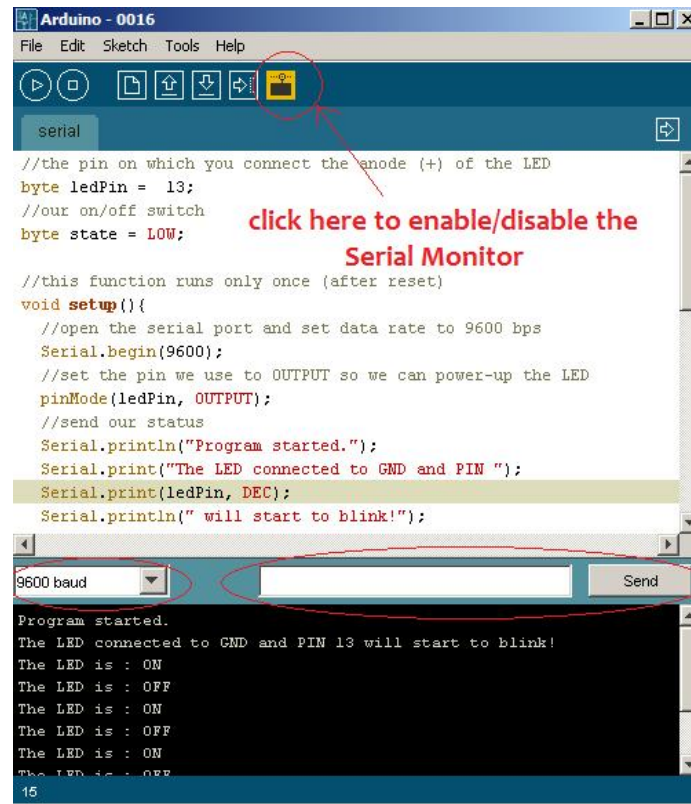 Arduino - 0016
File Edit Sketch Tools Help
serial
//the pin on which you connect the anode (+) of the LED
byte ledPin =  13;
//our on/off switch
byte state = LOW;
click here to enable/disable the
Serial Monitor
//this function runs only once (after reset)
void setup(){
  //open the serial port and set data rate to 9600 bps
  Serial.begin(9600);
  //set the pin we use to OUTPUT so we can power-up the LED
  pinMode(ledPin, OUTPUT);
  //send our status
  Serial.println("Program started.");
  Serial.print("The LED connected to GND and PIN ");
  Serial.print(ledPin, DEC);
  Serial.println(" will start to blink!");
9600 baud
Send
Program started.
The LED connected to GND and PIN 13 will start to blink!
The LED is : ON
The LED is : OFF
The LED is : ON
The LED is : OFF
The LED is : ON
The LED is : OFF
15